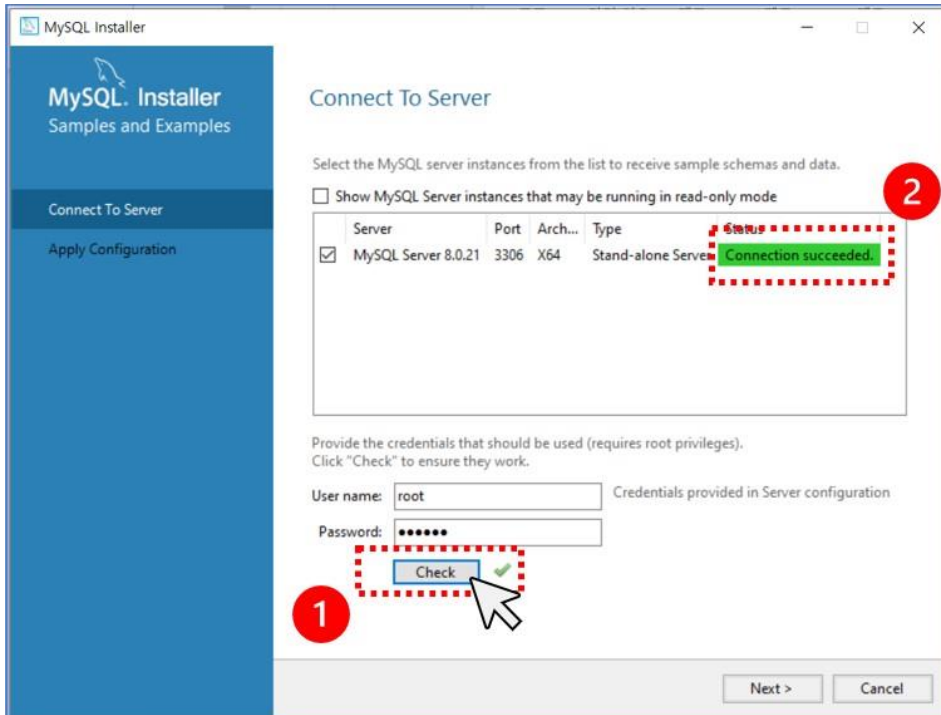 MySQL Installer
MySQL. Installer
Samples and Examples
Connect To Server
Apply Configuration
Connect To Server
Select the MySQL server instances from the list to receive sample schemas and data.
Show MySQL Server instances that may be running in read-only mode
2
Server Port Arch... Type Status
MySQL Server 8.0.21 3306 X64 Stand-alone Server Connection succeeded.
Provide the credentials that should be used (requires root privileges).
Click "Check" to ensure they work.
User name: root Credentials provided in Server configuration
Password: ●●●●●●
Check
1
Next > Cancel